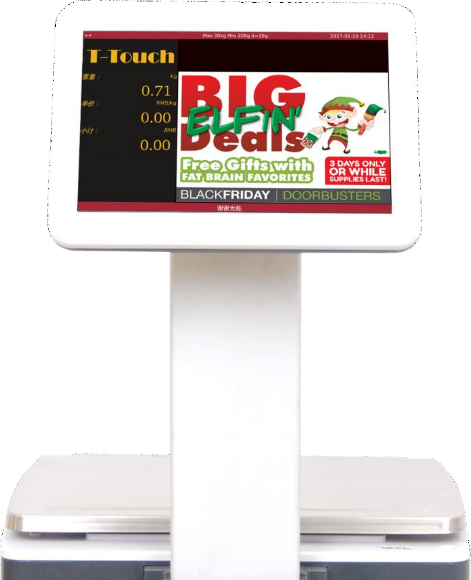 Max 30kg Min 200g d=10g 2017-01-10 14:12
T-Touch
重量： kg
0.71
单价： RMB/kg
0.00
小计： RMB
0.00
BIG
ELFIN'
Deals
Free Gifts with
FAT BRAIN FAVORITES
3 DAYS ONLY
OR WHILE
SUPPLIES LAST!
BLACKFRIDAY | DOORBUSTERS
谢谢光临